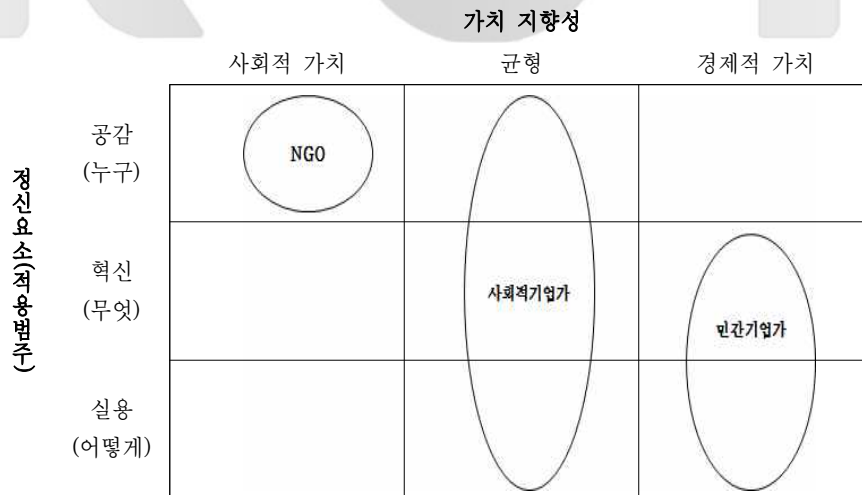 가치 지향성
사회적 가치 균형 경제적 가치
공감
(누구)
NGO
정신요소(적용범주)
혁신
(무엇)
사회적기업가
민간기업가
실용
(어떻게)